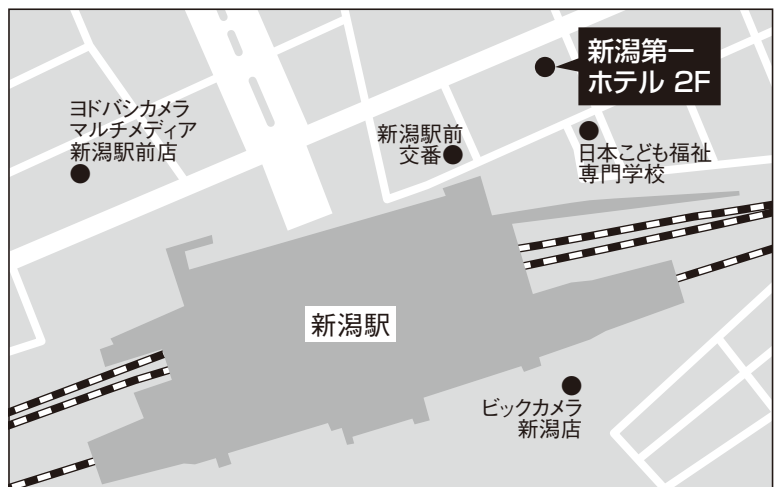 新潟第一
ホテル 2F
ヨドバシカメラ
マルチメディア
新潟駅前店
新潟駅前
交番
日本こども福祉
専門学校
新潟駅
ビックカメラ
新潟店